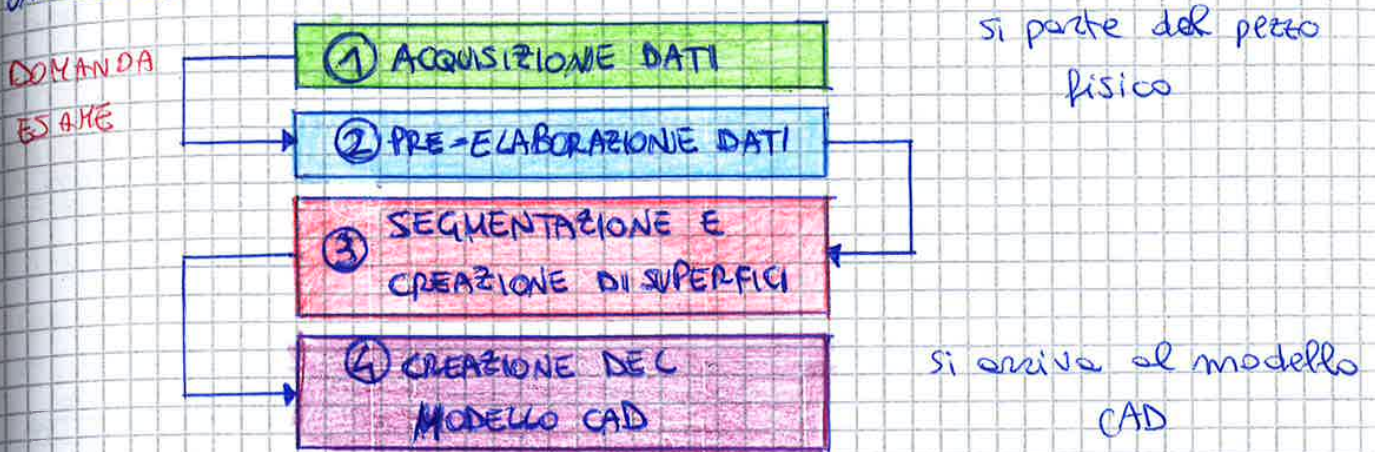 DOMANDA
ESAME
① ACQUISIZIONE DATI
si parte del pezzo
fisico
② PRE-ELABORAZIONE DATI
③ SEGMENTAZIONE E
CREAZIONE DI SUPERFICI
④ CREAZIONE DEL
MODELLO CAD
si arriva al modello
CAD